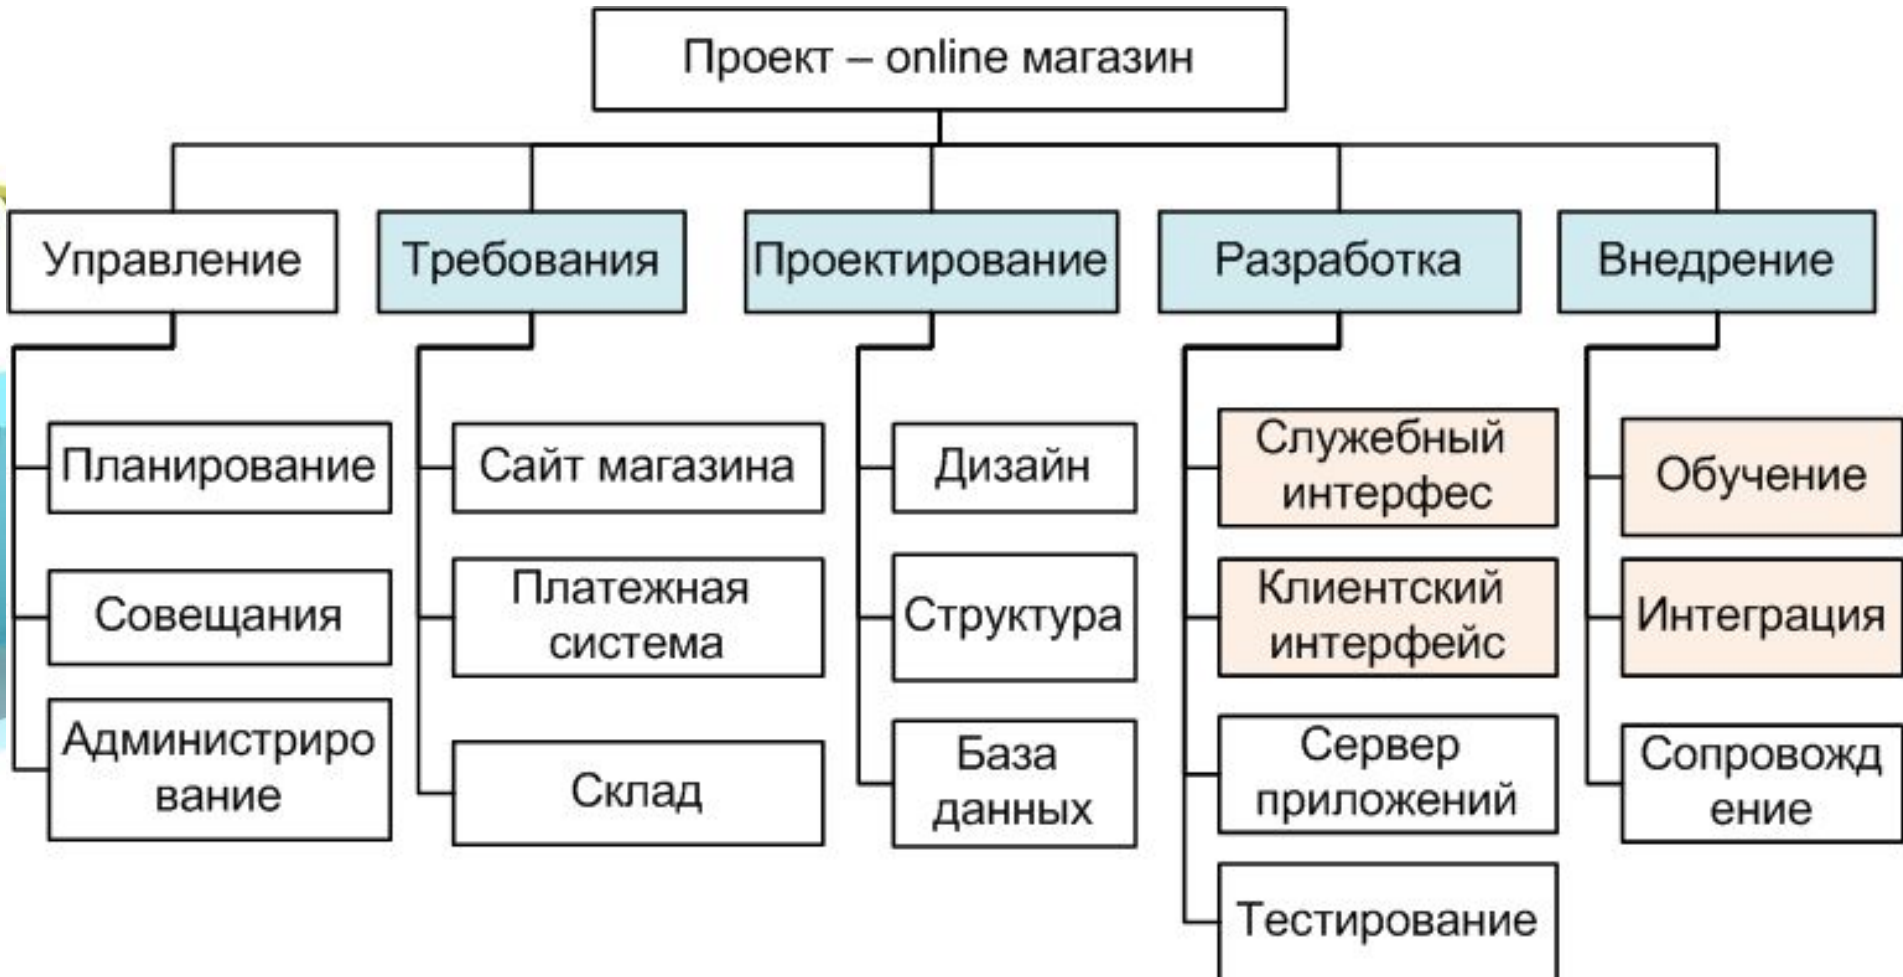 Проект – online магазин
Управление
Требования
Проектирование
Разработка
Внедрение
Планирование
Совещания
Администриро
вание
Сайт магазина
Платежная
система
Склад
Дизайн
Структура
База
данных
Служебный
интерфес
Клиентский
интерфейс
Сервер
приложений
Тестирование
Обучение
Интеграция
Сопровожд
ение